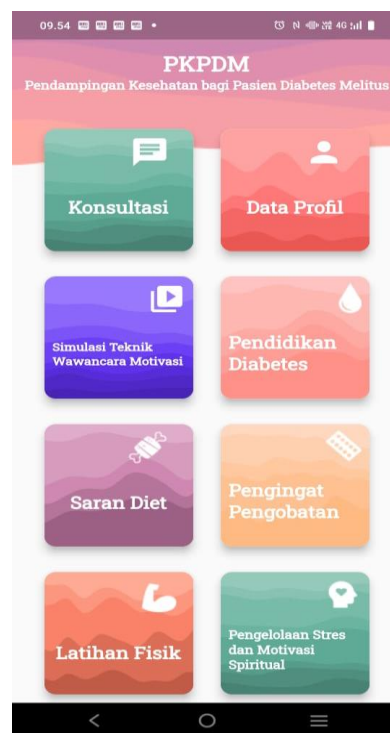 09.54
4G
PKPDM
Pendampingan Kesehatan bagi Pasien Diabetes Melitus
Konsultasi
Data Profil
Simulasi Teknik
Wawancara Motivasi
Pendidikan
Diabetes
Saran Diet
Pengingat
Pengobatan
Latihan Fisik
Pengelolaan Stres
dan Motivasi
Spiritual